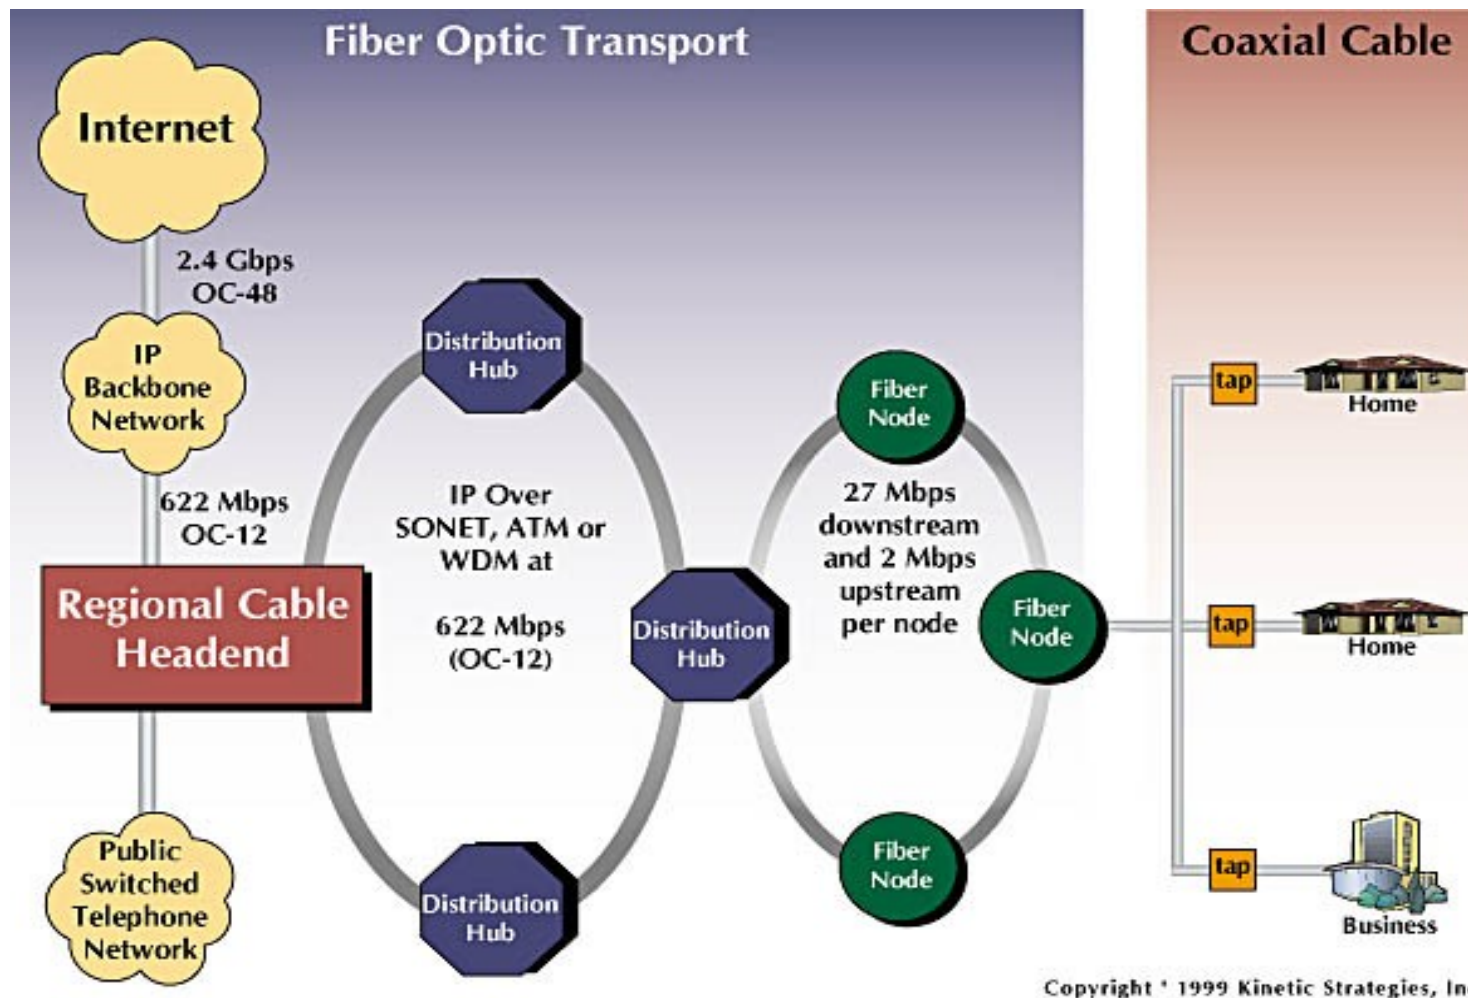 Fiber Optic Transport
Coaxial Cable
Internet
2.4 Gbps
OC-48
IP
Backbone
Network
622 Mbps
OC-12
Regional Cable
Headend
Public
Switched
Telephone
Network
Distribution
Hub
IP Over
SONET, ATM or
WDM at
622 Mbps
(OC-12)
Distribution
Hub
Distribution
Hub
Fiber
Node
27 Mbps
downstream
and 2 Mbps
upstream
per node
Fiber
Node
Fiber
Node
tap
Home
tap
Home
tap
Business
Copyright * 1999 Kinetic Strategies, In